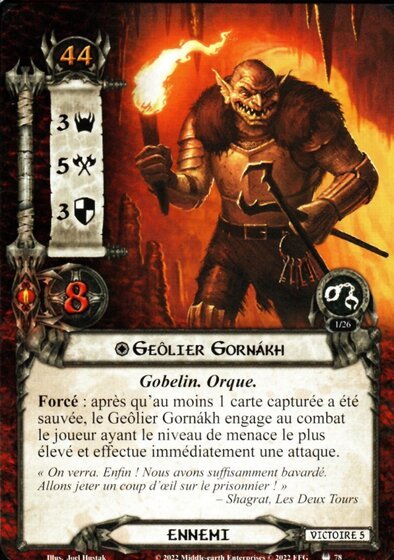 44
3
5
3
8
1/26
Geôlier Gornákh
Gobelin. Orque.
Forcé : après qu'au moins 1 carte capturée a été
sauvée, le Geôlier Gornákh engage au combat
le joueur ayant le niveau de menace le plus
élevé et effectue immédiatement une attaque.
« On verra. Enfin ! Nous avons suffisamment bavardé.
Allons jeter un coup d'œil sur le prisonnier ! »
– Shagrat, Les Deux Tours
ENNEMI
VICTOIRE 5
Illus. Joel Hustak
© 2022 Middle-earth Enterprises © 2022 FFG
78